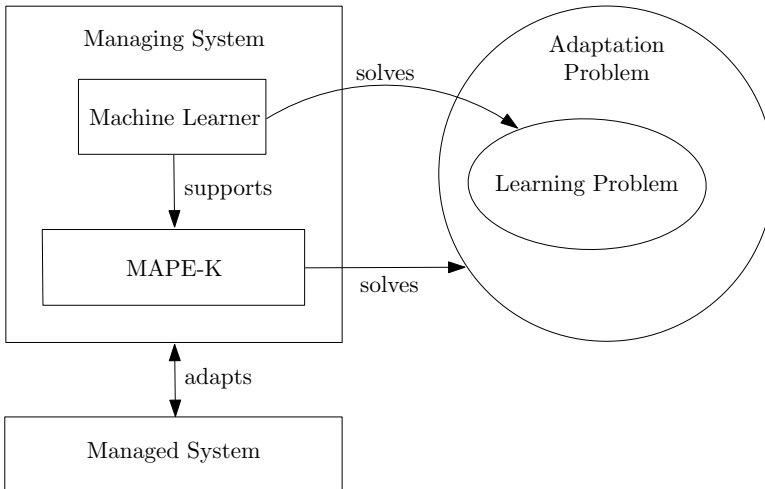 Managing System
Machine Learner
supports
MAPE-K
adapts
Managed System
solves
solves
Adaptation
Problem
Learning Problem